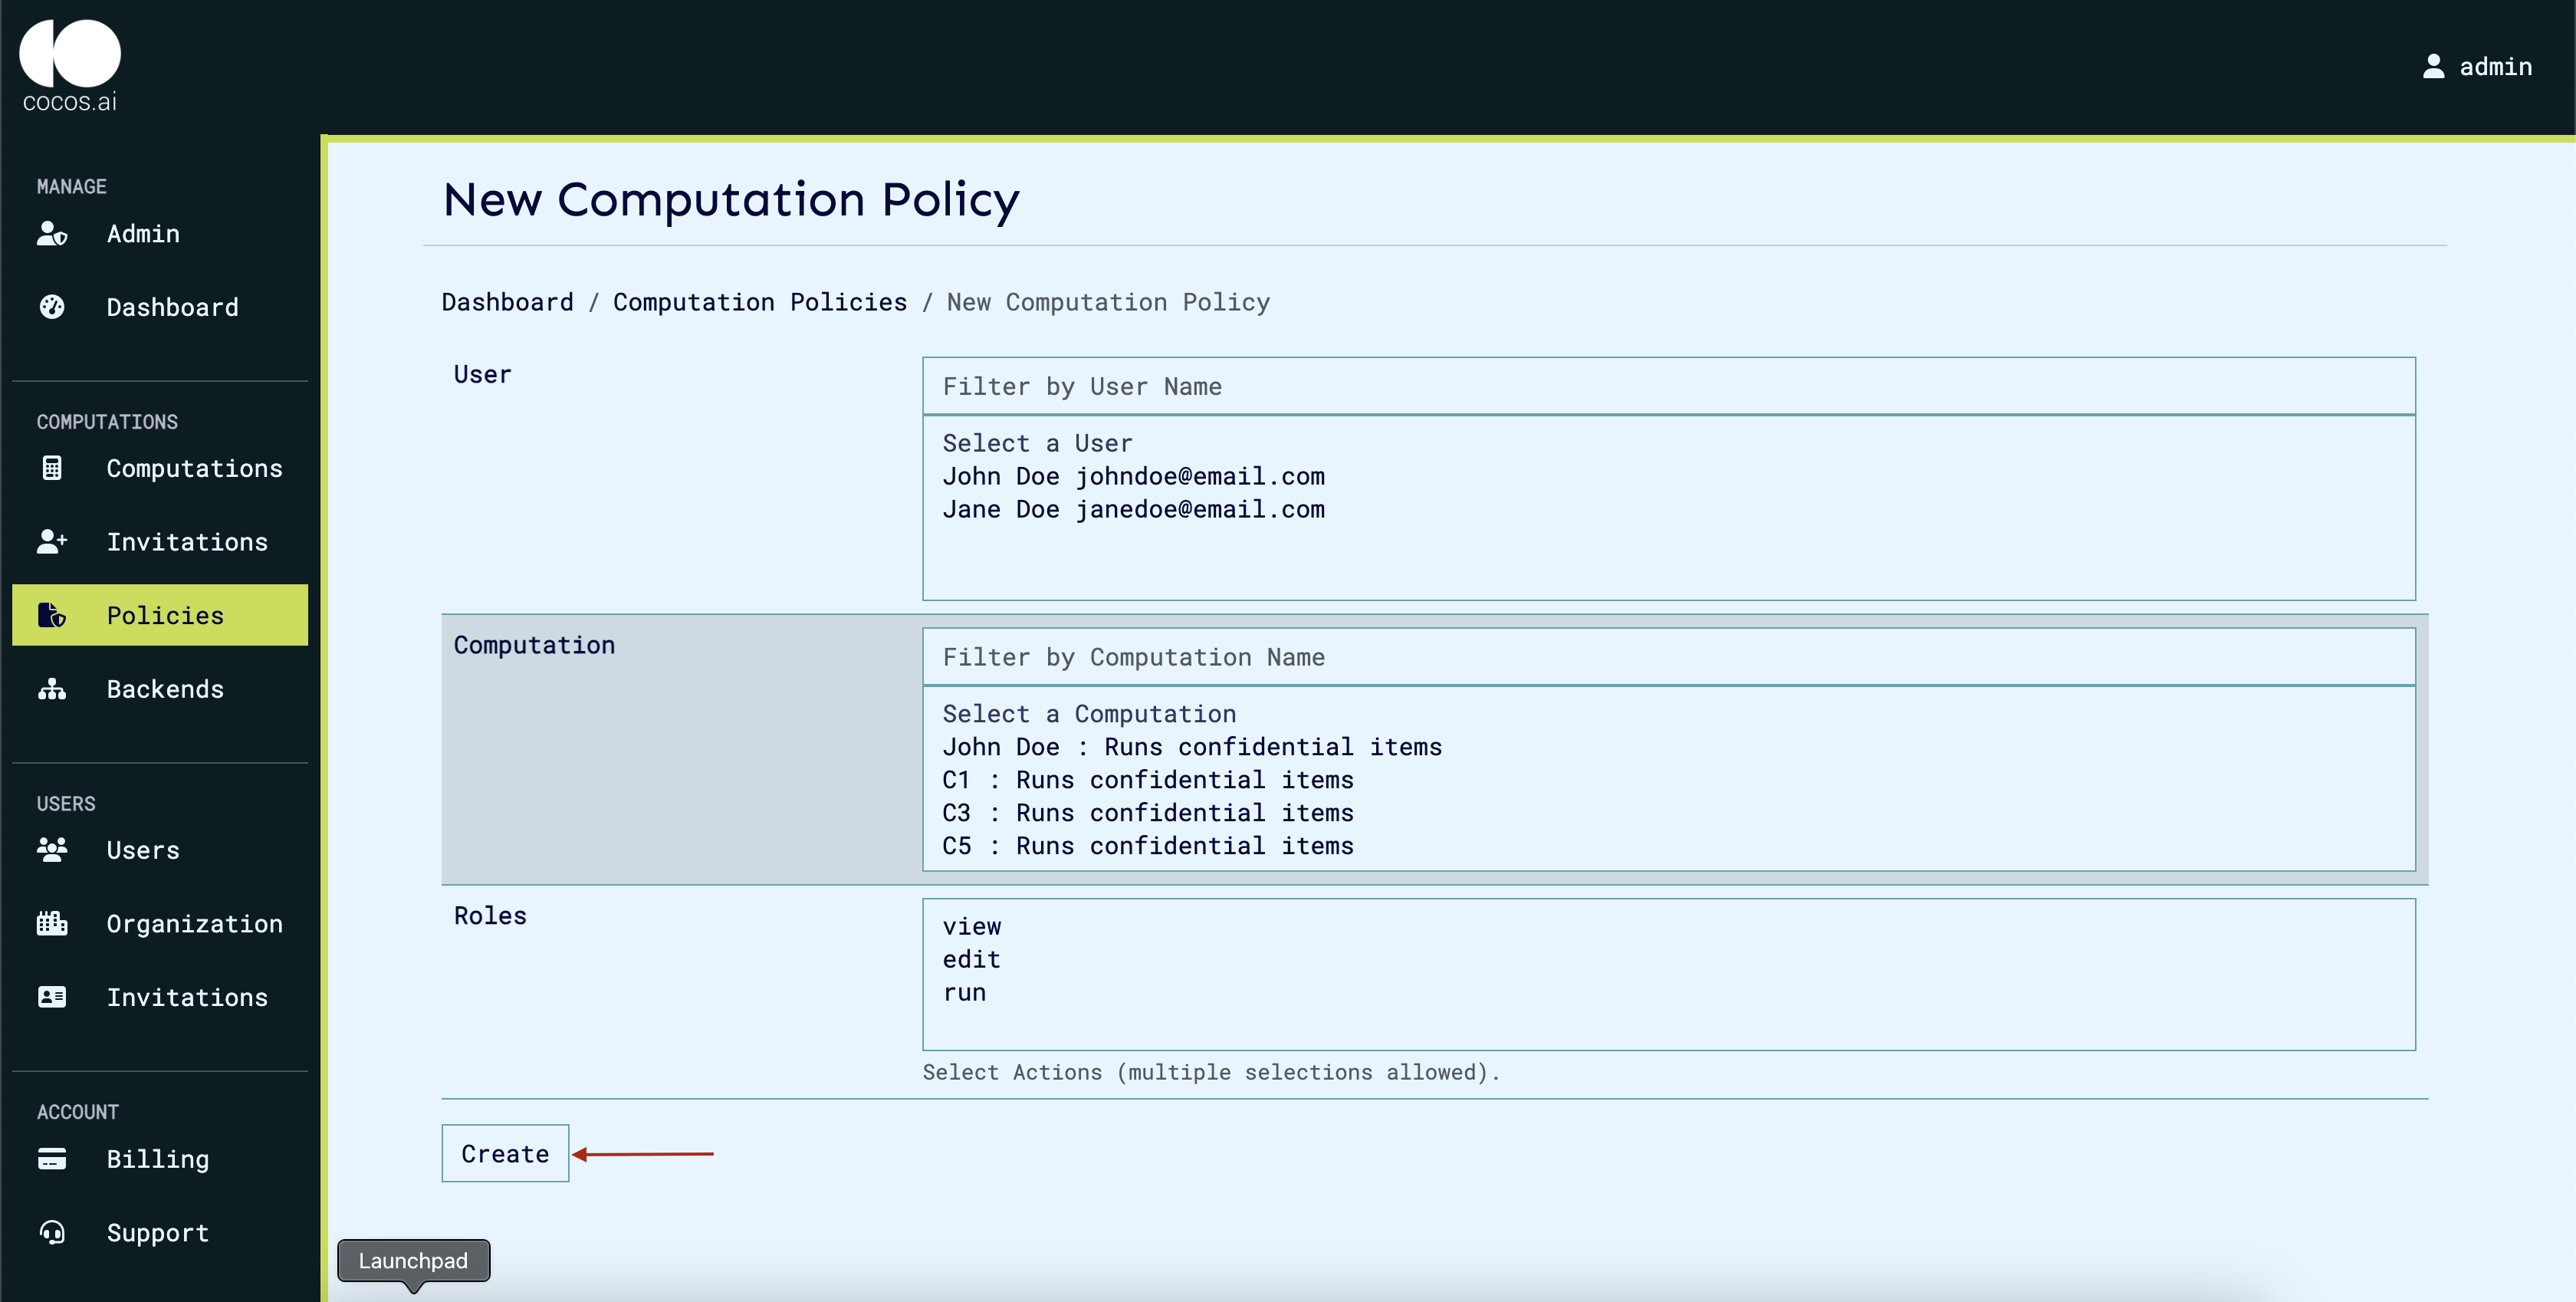 cocos.ai
admin
MANAGE
Admin
Dashboard
COMPUTATIONS
Computations
Invitations
Policies
Backends
USERS
Users
Organization
Invitations
ACCOUNT
Billing
Support
New Computation Policy
Dashboard / Computation Policies / New Computation Policy
User
Filter by User Name
Select a User
John Doe johndoe@email.com
Jane Doe janedoe@email.com
Computation
Filter by Computation Name
Select a Computation
John Doe : Runs confidential items
C1 : Runs confidential items
C3 : Runs confidential items
C5 : Runs confidential items
Roles
view
edit
run
Select Actions (multiple selections allowed).
Create
Launchpad